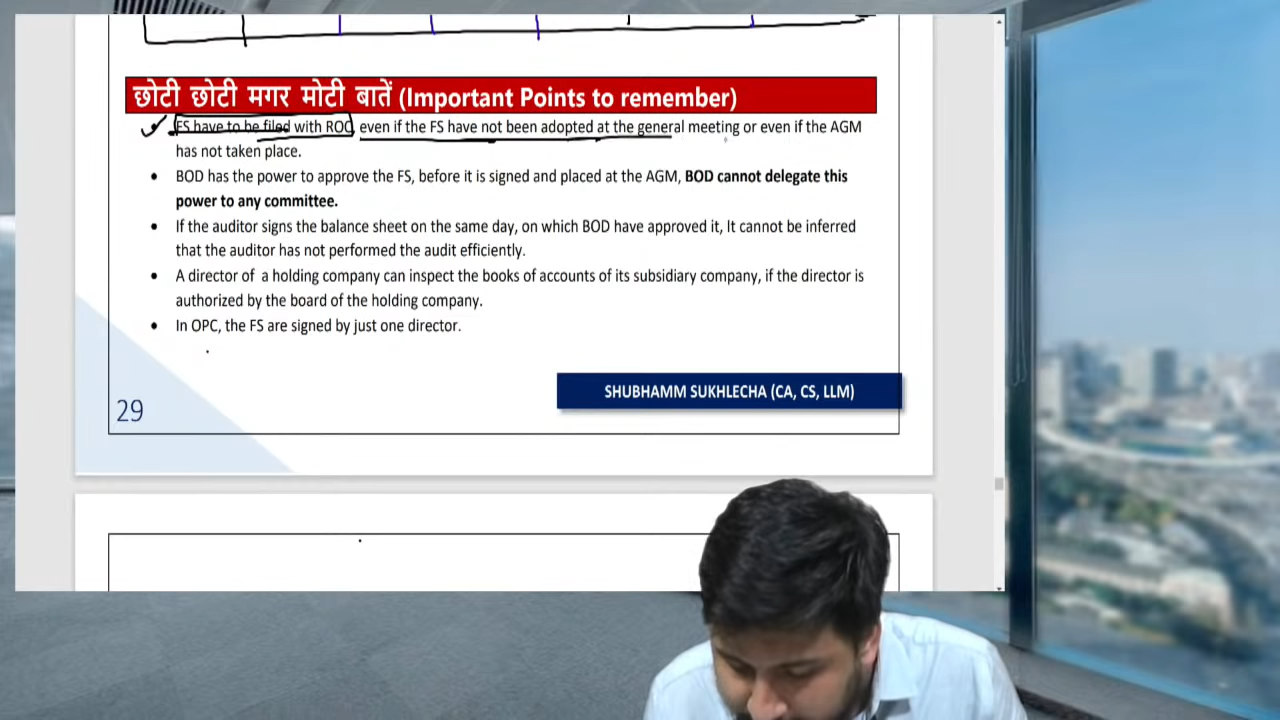 छोटी छोटी मगर मोटी बातें (Important Points to remember)
FS have to be filed with ROC, even if the FS have not been adopted at the general meeting or even if the AGM
has not taken place.
BOD has the power to approve the FS, before it is signed and placed at the AGM, BOD cannot delegate this
power to any committee.
If the auditor signs the balance sheet on the same day, on which BOD have approved it, It cannot be inferred
that the auditor has not performed the audit efficiently.
A director of a holding company can inspect the books of accounts of its subsidiary company, if the director is
authorized by the board of the holding company.
In OPC, the FS are signed by just one director.
SHUBHAMM SUKHLECHA (CA, CS, LLM)
29